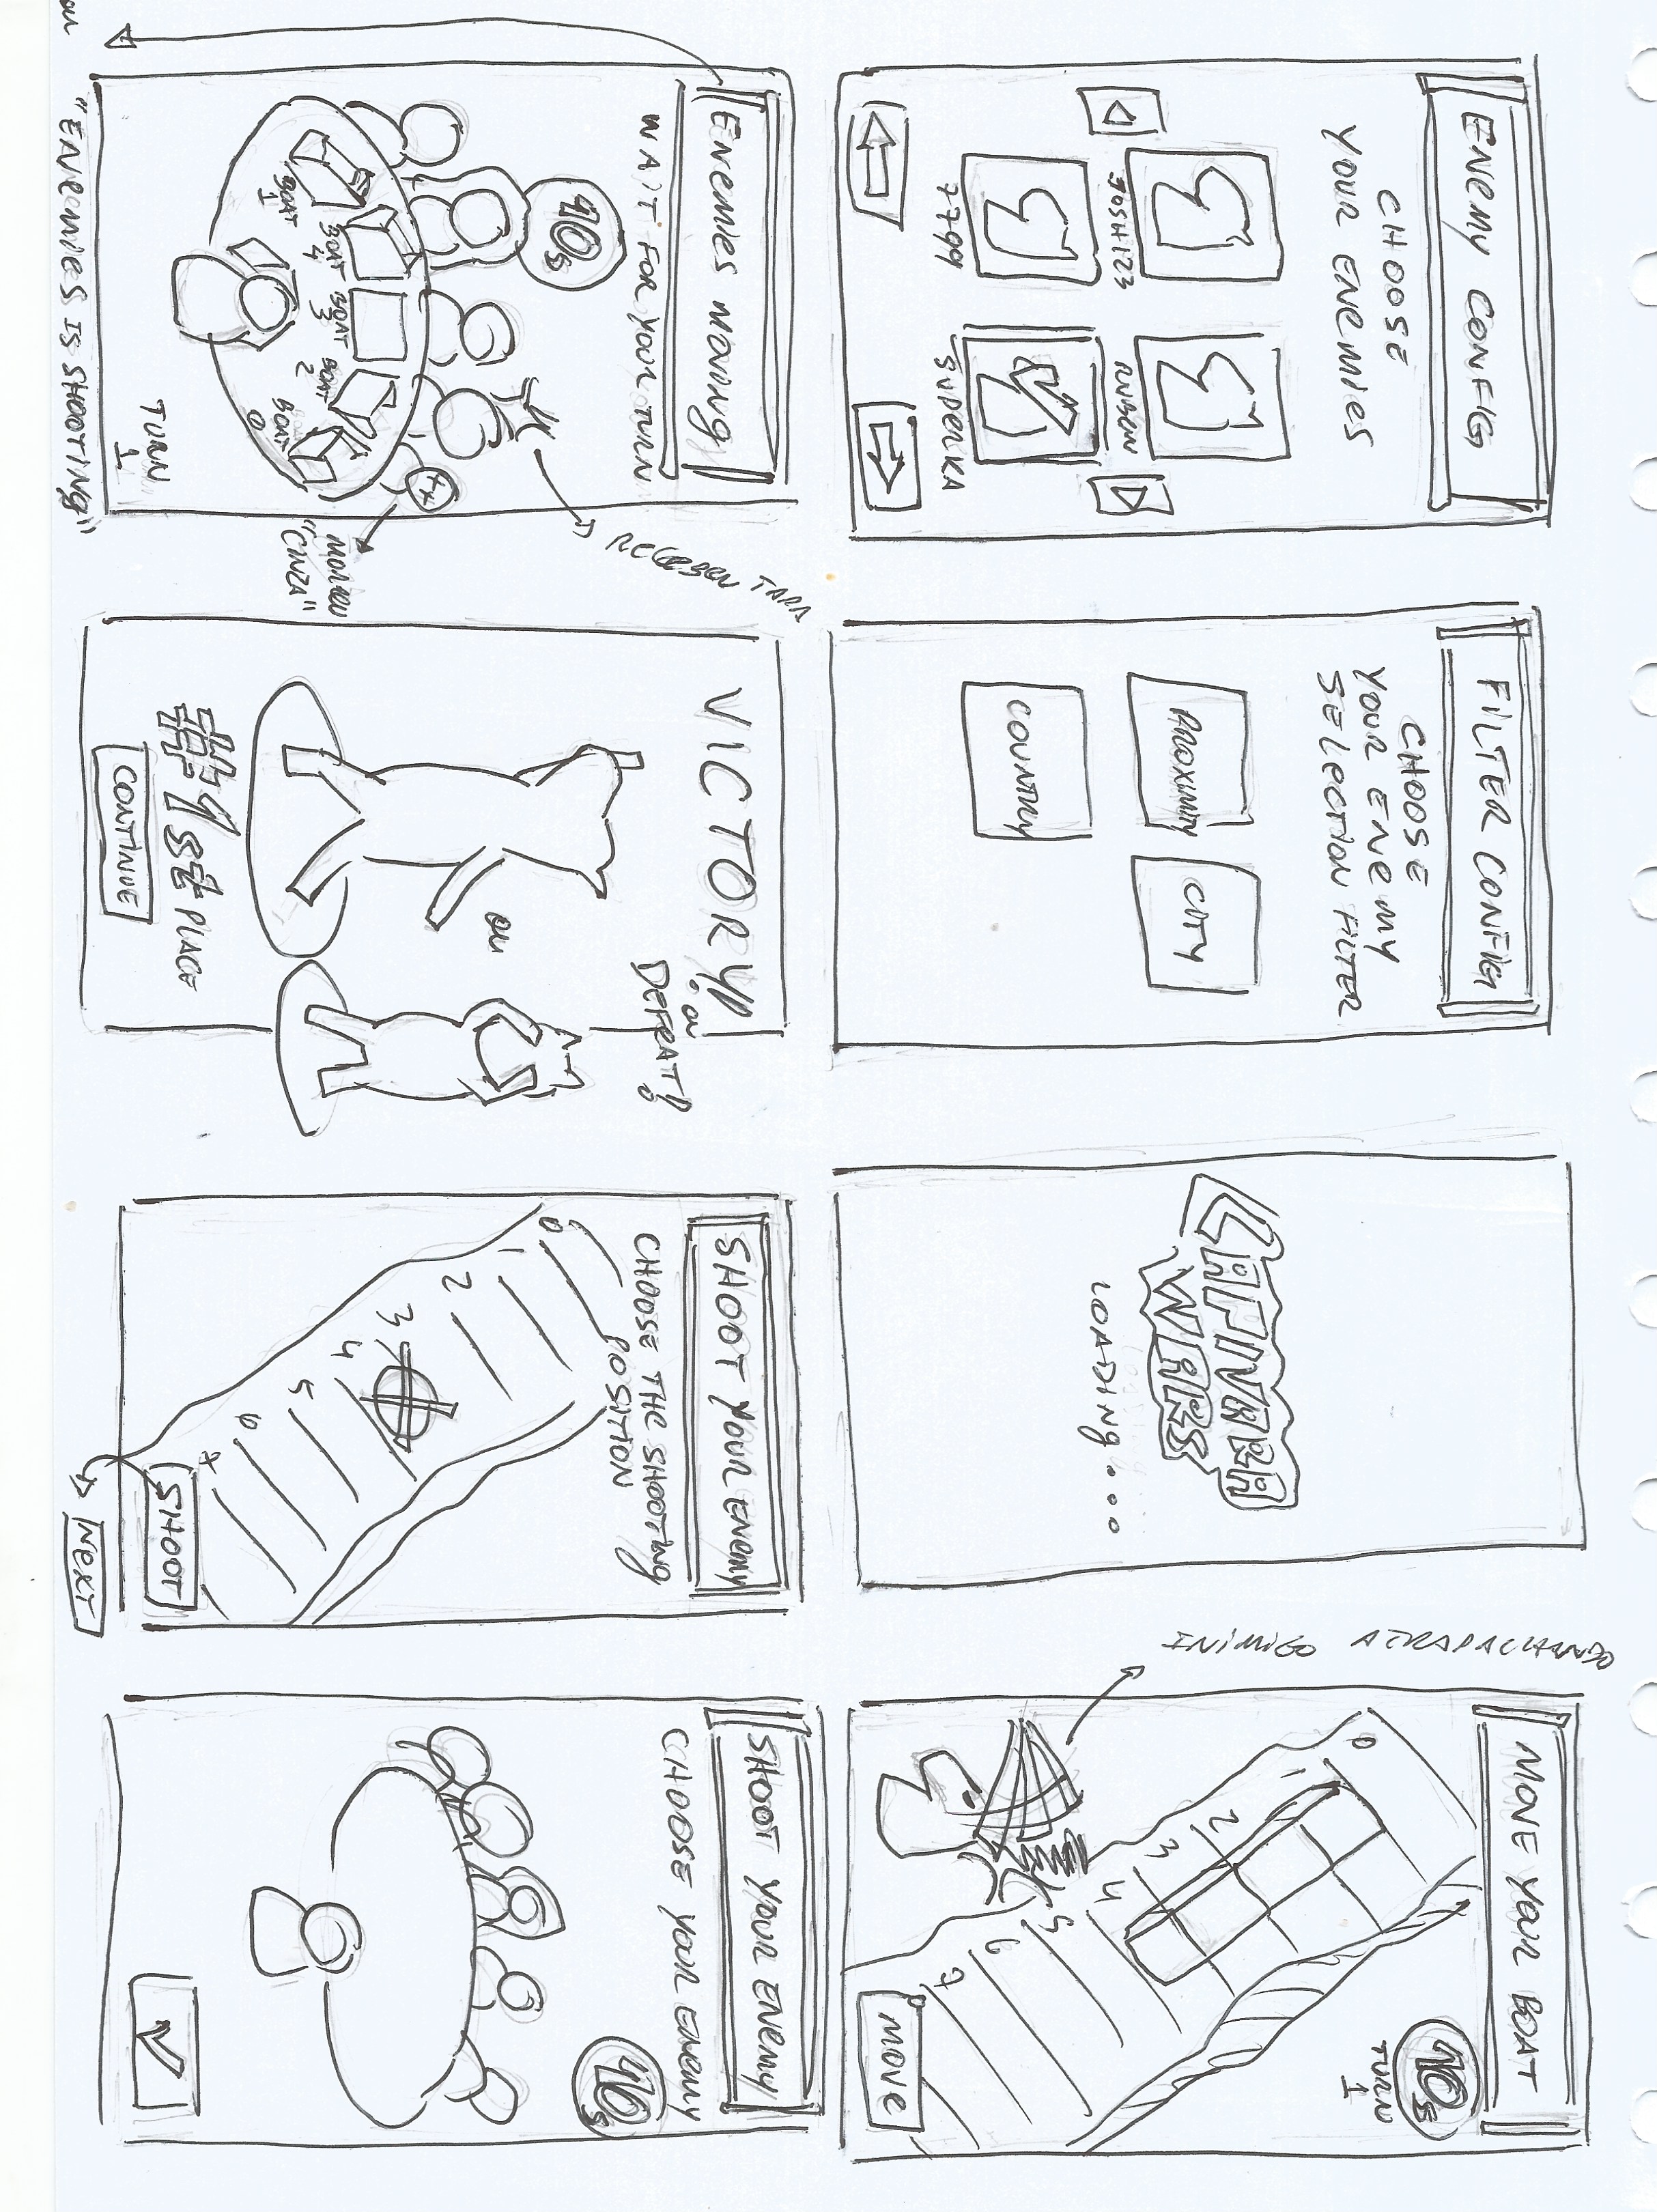 ENEMY CONFIG
CHOOSE
YOUR ENEMIES
JOSH123
RUBEN
7799
SUPERKA
FILTER CONFIG
CHOOSE
YOUR ENEMY
SELECTION FILTER
PROXIMITY
CITY
COUNTRY
CAPIVARA
WARS
LOADING...
INIMIGO ATRAPALHANDO
MOVE YOUR BOAT
10s
TURN
1
0
1
2
3
4
5
6
7
MOVE
ENEMIES MOVING
WAIT FOR YOUR TURN
10s
RECEBEU TARA
BOAT
1
BOAT
4
BOAT
3
BOAT
2
BOAT
0
MORREU
"CINZA"
TURN
1
ou "ENEMIES IS SHOOTING"
VICTORY!
ou
DEFEAT!
ou
#1st PLACE
CONTINUE
SHOOT YOUR ENEMY
CHOOSE THE SHOOTING
POSITION
0
1
2
3
4
5
6
7
SHOOT
NEXT
SHOOT YOUR ENEMY
CHOOSE YOUR ENEMY
10s